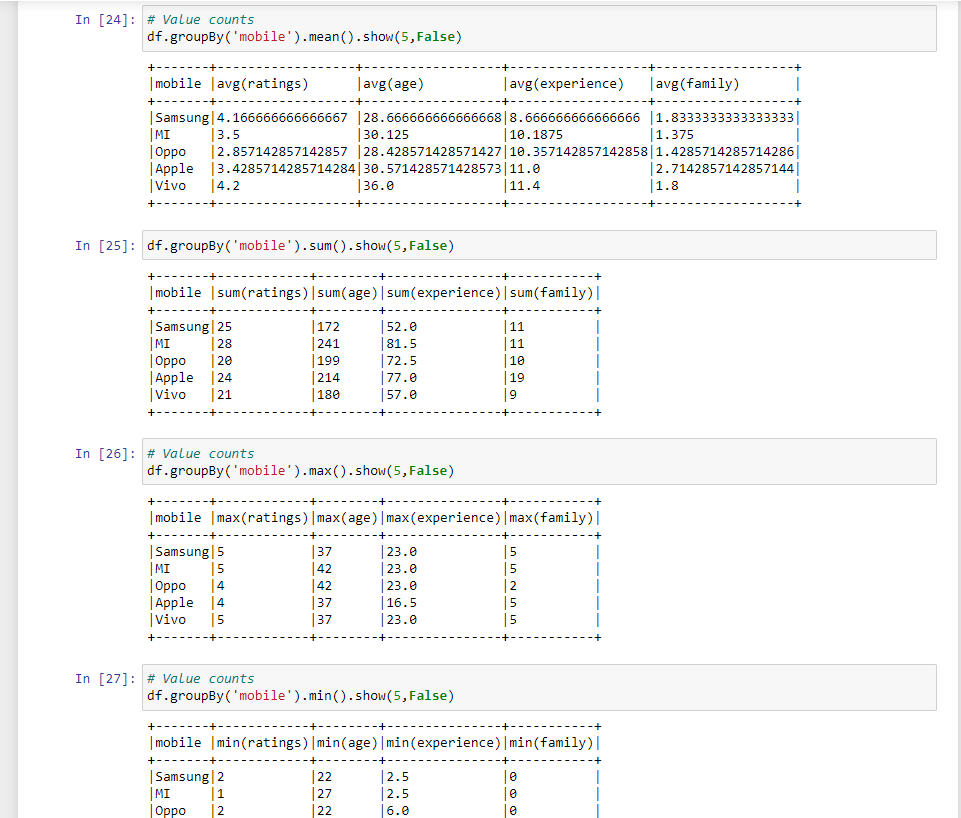 In [24]: # Value counts
df.groupBy('mobile').mean().show(5,False)
+-------+------------------+------------------+------------------+------------------+
|mobile |avg(ratings)      |avg(age)          |avg(experience)   |avg(family)       |
+-------+------------------+------------------+------------------+------------------+
|Samsung|4.166666666666667 |28.666666666666668|8.666666666666666 |1.8333333333333333|
|MI     |3.5               |30.125            |10.1875           |1.375             |
|Oppo   |2.857142857142857 |28.428571428571427|10.357142857142858|1.4285714285714286|
|Apple  |3.4285714285714284|30.571428571428573|11.0              |2.7142857142857144|
|Vivo   |4.2               |36.0              |11.4              |1.8               |
+-------+------------------+------------------+------------------+------------------+
In [25]: df.groupBy('mobile').sum().show(5,False)
+-------+------------+--------+---------------+-----------+
|mobile |sum(ratings)|sum(age)|sum(experience)|sum(family)|
+-------+------------+--------+---------------+-----------+
|Samsung|25          |172     |52.0           |11         |
|MI     |28          |241     |81.5           |11         |
|Oppo   |20          |199     |72.5           |10         |
|Apple  |24          |214     |77.0           |19         |
|Vivo   |21          |180     |57.0           |9          |
+-------+------------+--------+---------------+-----------+
In [26]: # Value counts
df.groupBy('mobile').max().show(5,False)
+-------+------------+--------+---------------+-----------+
|mobile |max(ratings)|max(age)|max(experience)|max(family)|
+-------+------------+--------+---------------+-----------+
|Samsung|5           |37      |23.0           |5          |
|MI     |5           |42      |23.0           |5          |
|Oppo   |4           |42      |23.0           |2          |
|Apple  |4           |37      |16.5           |5          |
|Vivo   |5           |37      |23.0           |5          |
+-------+------------+--------+---------------+-----------+
In [27]: # Value counts
df.groupBy('mobile').min().show(5,False)
+-------+------------+--------+---------------+-----------+
|mobile |min(ratings)|min(age)|min(experience)|min(family)|
+-------+------------+--------+---------------+-----------+
|Samsung|2           |22      |2.5            |0          |
|MI     |1           |27      |2.5            |0          |
|Oppo   |2           |22      |6.0            |0          |